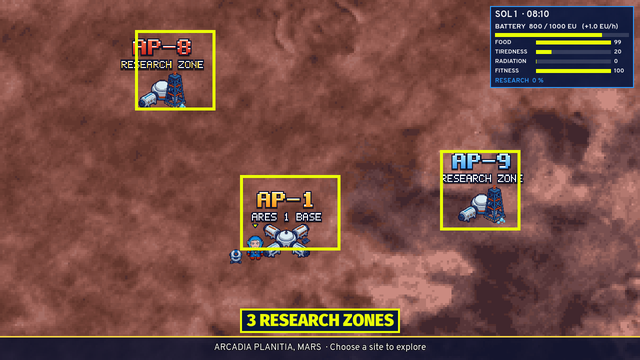 SOL 1 · 08:10
BATTERY 800 / 1000 EU (+1.0 EU/h)
FOOD 99
TIREDNESS 20
RADIATION 0
FITNESS 100
RESEARCH 0 %
AP-8
RESEARCH ZONE
AP-9
RESEARCH ZONE
AP-1
ARES 1 BASE
3 RESEARCH ZONES
ARCADIA PLANITIA, MARS · Choose a site to explore